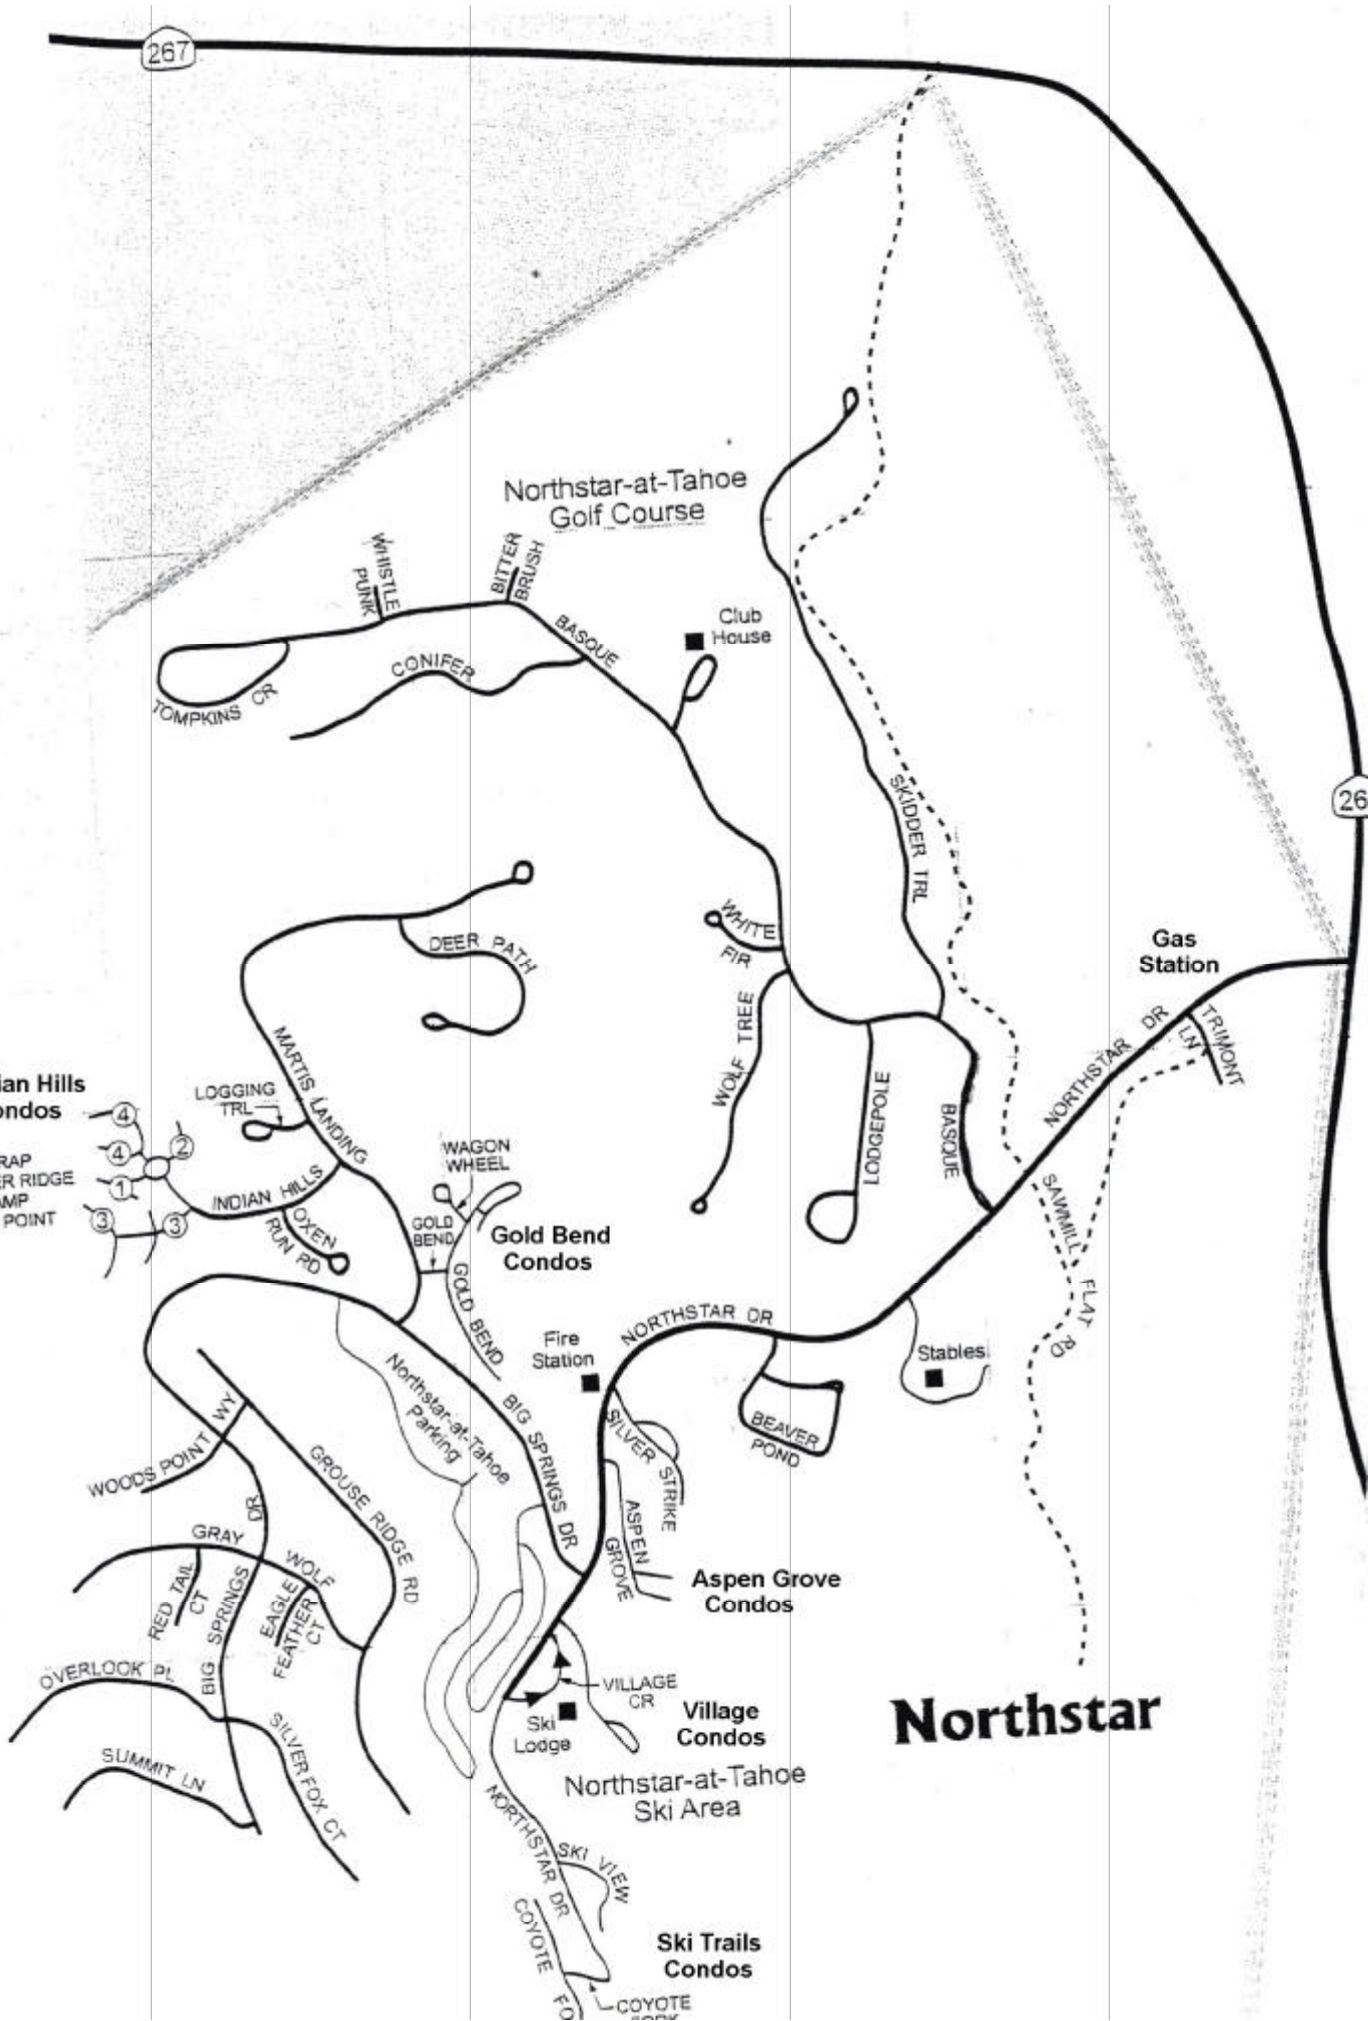 267
Northstar-at-Tahoe
Golf Course
WHISTLE
PUNK
BITTER
BRUSH
BASQUE
Club
House
CONIFER
TOMPKINS CR
SKIDDER TRL
26
WHITE
FIR
Gas
Station
DEER PATH
WOLF TREE
LODGEPOLE
BASQUE
NORTHSTAR DR
TRIMONT
LN
MARTIS LANDING
LOGGING
TRL
ian Hills
ondos
4
4
2
1
3
3
RAP
ER RIDGE
AMP
POINT
INDIAN HILLS
OXEN
RUN RD
WAGON
WHEEL
GOLD
BEND
Gold Bend
Condos
GOLD BEND
SAWMILL FLAT RD
NORTHSTAR DR
Fire
Station
Stables
Northstar-at-Tahoe
Parking
BIG SPRINGS DR
SILVER STRIKE
BEAVER
POND
WOODS POINT WY
GROUSE RIDGE RD
ASPEN
GROVE
Aspen Grove
Condos
GRAY WOLF
RED TAIL
CT
BIG SPRINGS DR
EAGLE
FEATHER
CT
OVERLOOK PL
SILVER FOX CT
SUMMIT LN
VILLAGE
CR
Village
Condos
Ski
Lodge
Northstar
Northstar-at-Tahoe
Ski Area
NORTHSTAR DR
SKI VIEW
COYOTE
FO
Ski Trails
Condos
COYOTE